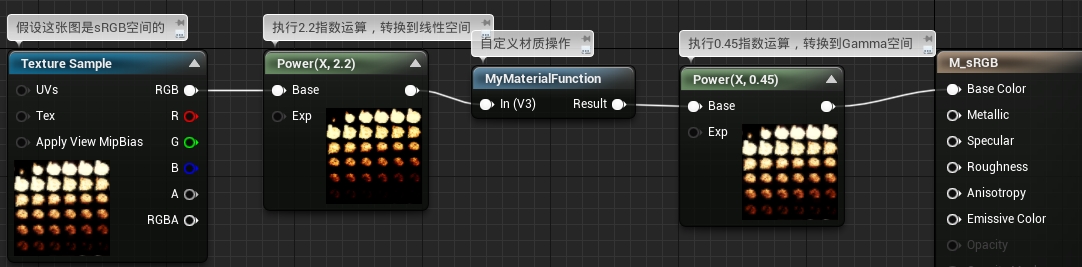 假设这张图是sRGB空间的
Texture Sample
UVs
RGB
Tex
R
Apply View MipBias
G
B
A
RGBA
执行2.2指数运算，转换到线性空间
Power(X, 2.2)
Base
Exp
自定义材质操作
MyMaterialFunction
In (V3)
Result
执行0.45指数运算，转换到Gamma空间
Power(X, 0.45)
Base
Exp
M_sRGB
Base Color
Metallic
Specular
Roughness
Anisotropy
Emissive Color
Opacity